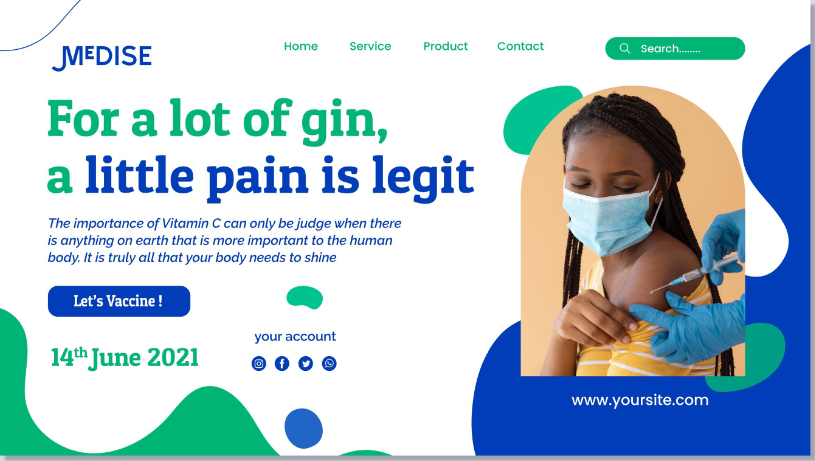 MEDISE
Home Service Product Contact
Search........
For a lot of gin,
a little pain is legit
The importance of Vitamin C can only be judge when there
is anything on earth that is more important to the human
body. It is truly all that your body needs to shine
Let's Vaccine !
your account
14th June 2021
www.yoursite.com